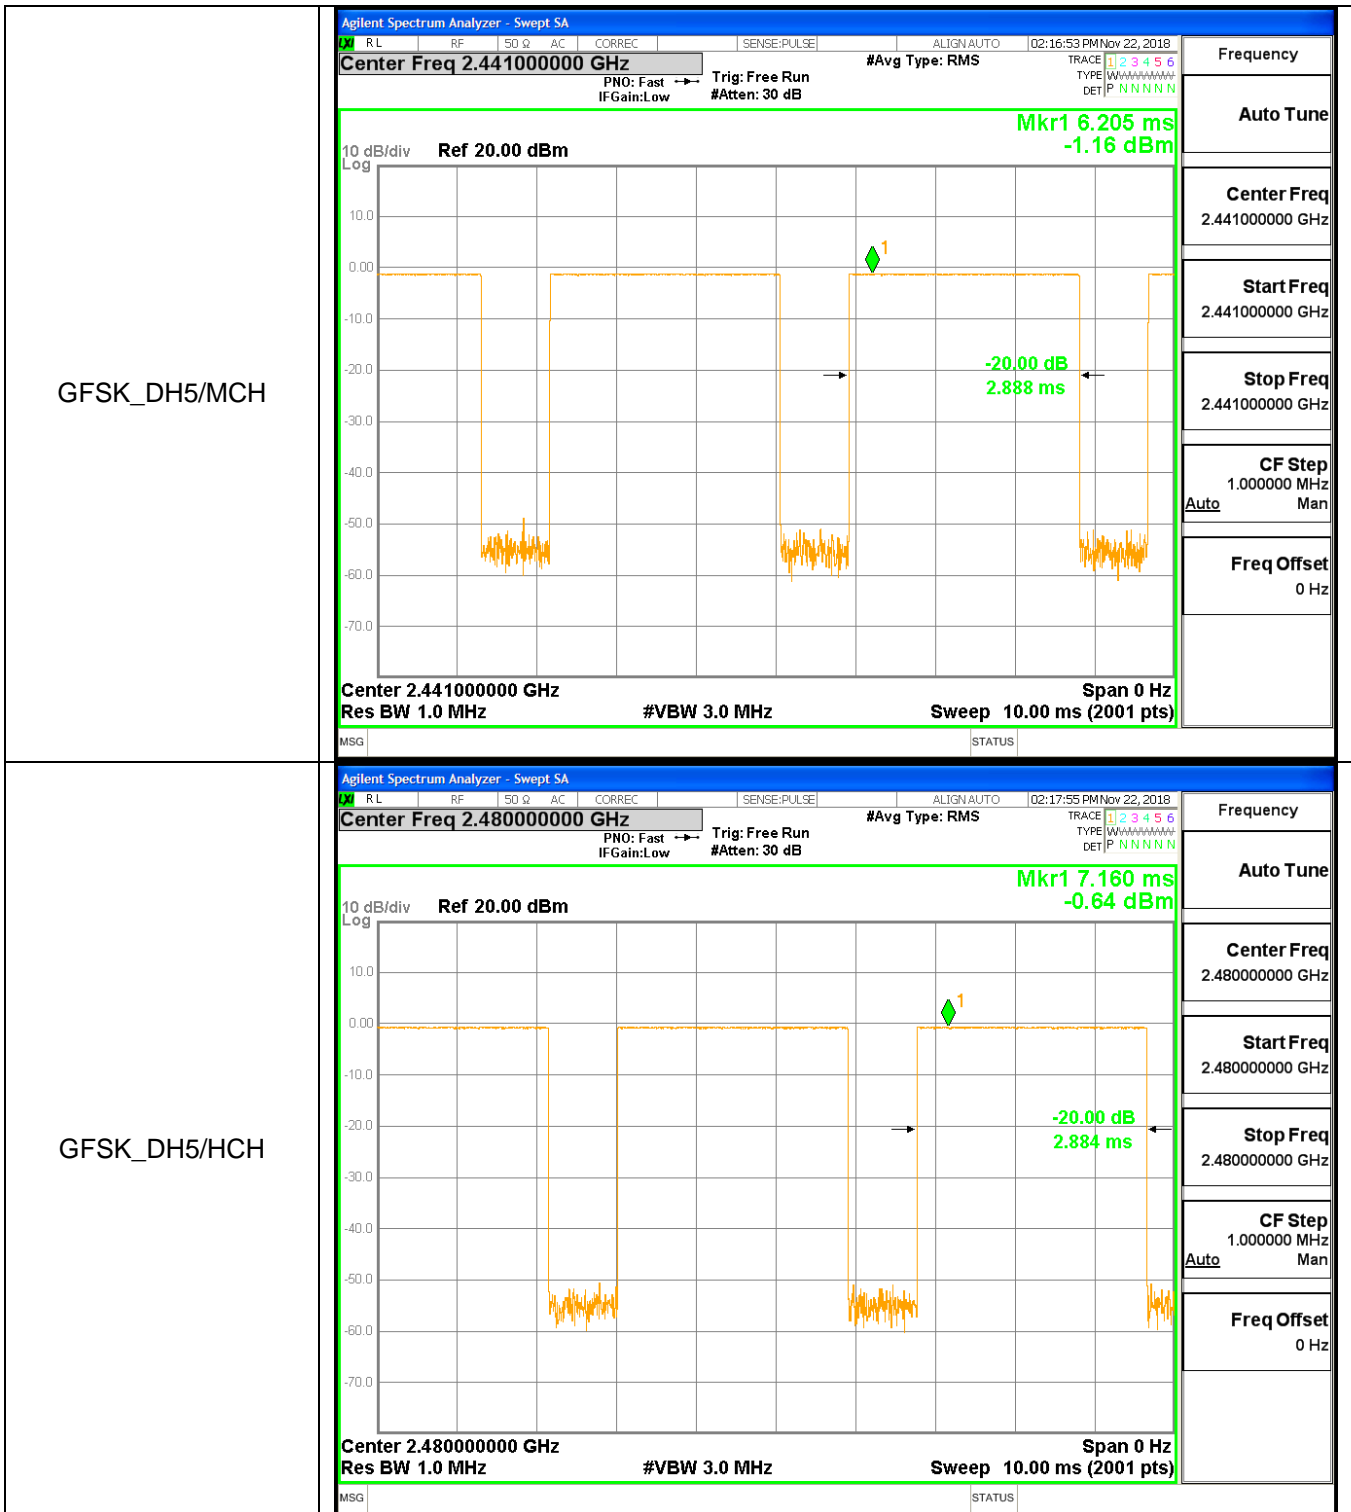 GFSK_DH5/MCH
Agilent Spectrum Analyzer - Swept SA
LXI RL RF 50 Ω AC CORREC SENSE:PULSE ALIGN AUTO 02:16:53 PM Nov 22, 2018
Center Freq 2.441000000 GHz
#Avg Type: RMS
TRACE 1 2 3 4 5 6
PNO: Fast Trig: Free Run
TYPE
IFGain:Low #Atten: 30 dB
DET P N N N N N
Mkr1 6.205 ms
-1.16 dBm
10 dB/div Ref 20.00 dBm
Log
10.0
0.00
-10.0
-20.0
-30.0
-40.0
-50.0
-60.0
-70.0
1
-20.00 dB
2.888 ms
Center 2.441000000 GHz Span 0 Hz
Res BW 1.0 MHz #VBW 3.0 MHz Sweep 10.00 ms (2001 pts)
MSG STATUS
Frequency
Auto Tune
Center Freq
2.441000000 GHz
Start Freq
2.441000000 GHz
Stop Freq
2.441000000 GHz
CF Step
1.000000 MHz
Auto Man
Freq Offset
0 Hz
GFSK_DH5/HCH
Agilent Spectrum Analyzer - Swept SA
LXI RL RF 50 Ω AC CORREC SENSE:PULSE ALIGN AUTO 02:17:55 PM Nov 22, 2018
Center Freq 2.480000000 GHz
#Avg Type: RMS
TRACE 1 2 3 4 5 6
PNO: Fast Trig: Free Run
TYPE
IFGain:Low #Atten: 30 dB
DET P N N N N N
Mkr1 7.160 ms
-0.64 dBm
10 dB/div Ref 20.00 dBm
Log
10.0
0.00
-10.0
-20.0
-30.0
-40.0
-50.0
-60.0
-70.0
1
-20.00 dB
2.884 ms
Center 2.480000000 GHz Span 0 Hz
Res BW 1.0 MHz #VBW 3.0 MHz Sweep 10.00 ms (2001 pts)
MSG STATUS
Frequency
Auto Tune
Center Freq
2.480000000 GHz
Start Freq
2.480000000 GHz
Stop Freq
2.480000000 GHz
CF Step
1.000000 MHz
Auto Man
Freq Offset
0 Hz